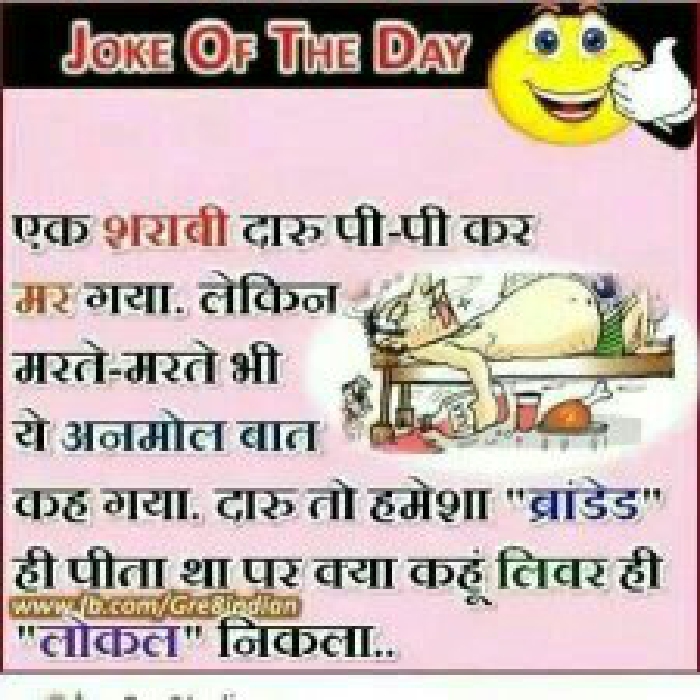 JOKE OF THE DAY
एक शराबी दारु पी-पी कर
मर गया. लेकिन
मरते-मरते भी
ये अनमोल बात
कह गया. दारु तो हमेशा "ब्रांडेड"
ही पीता था पर क्या कहूं लिवर ही
www.fb.com/Gre8indian
"लोकल" निकला..